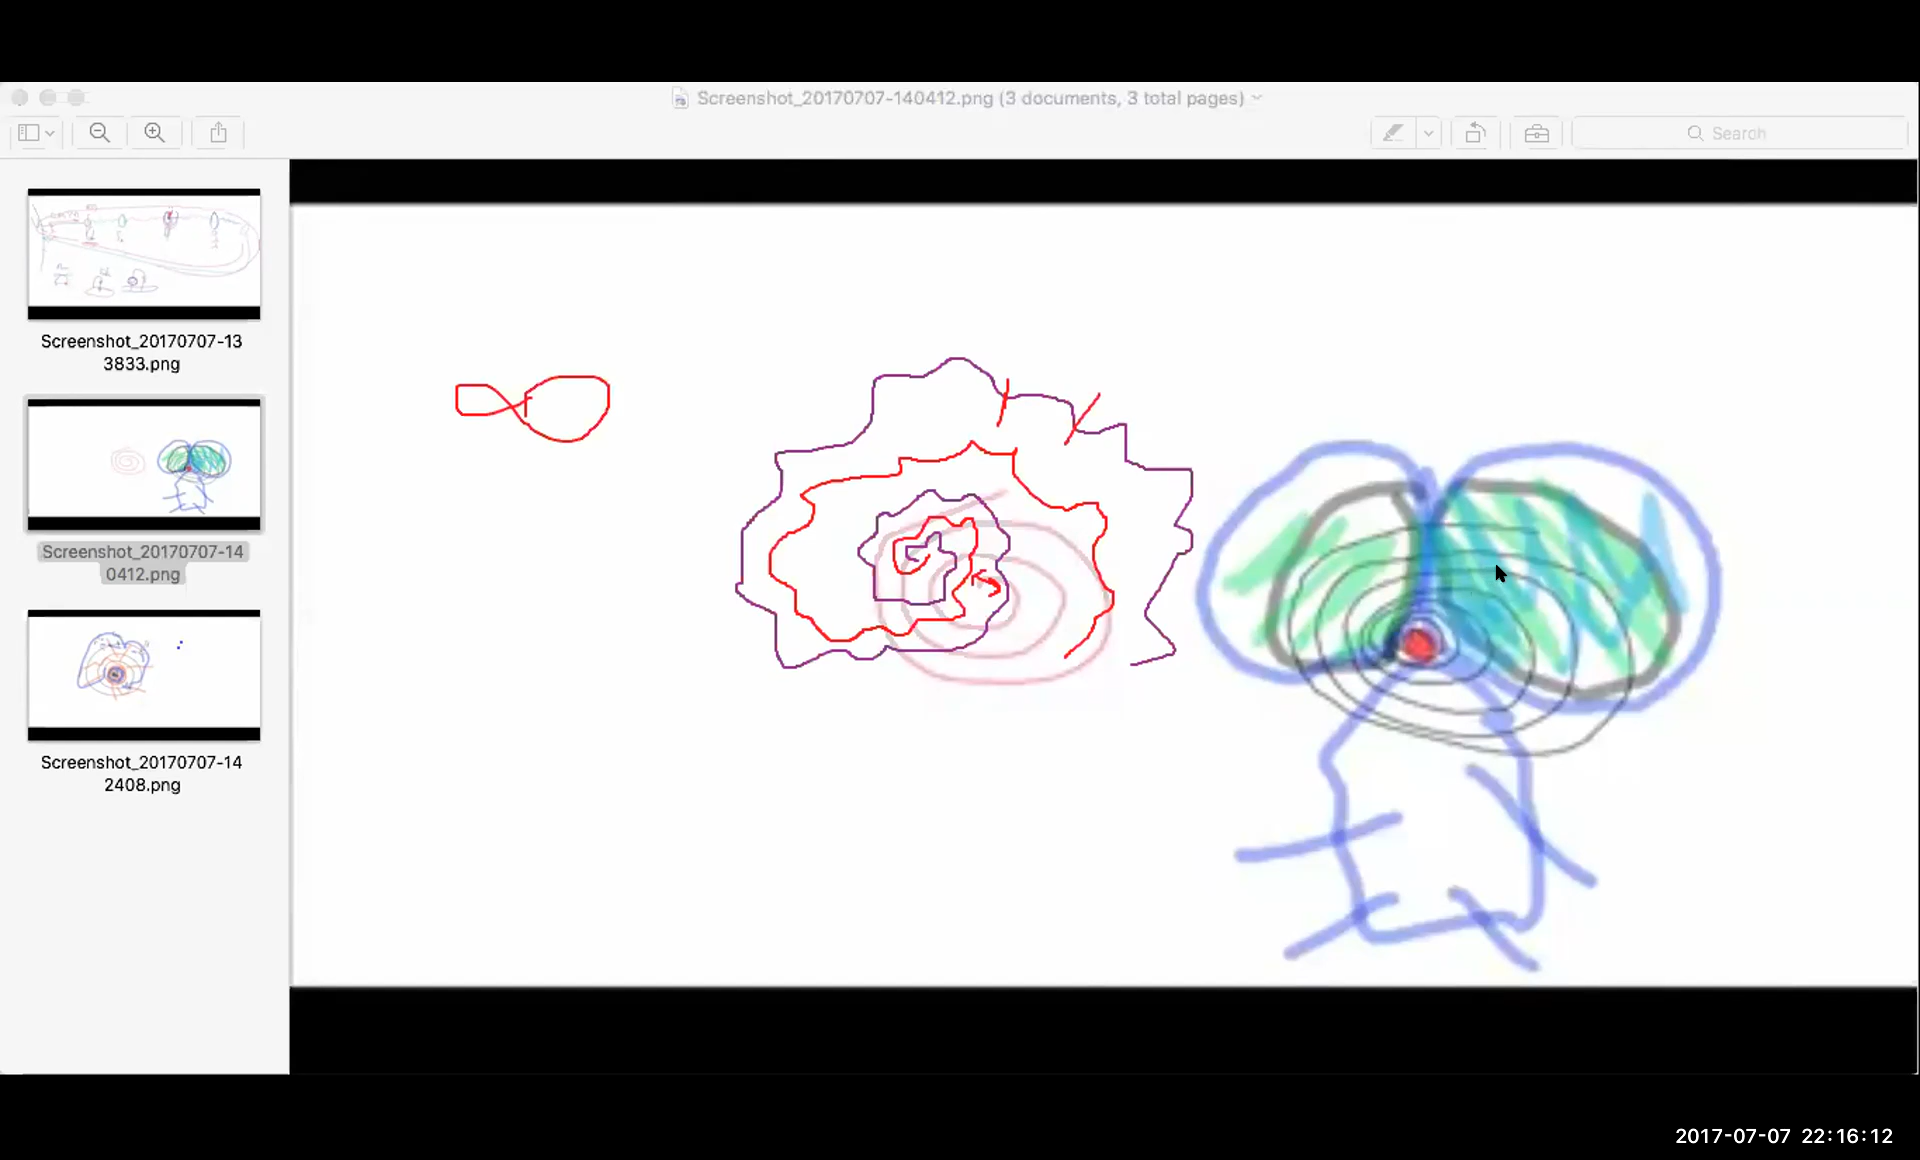 Screenshot_20170707-140412.png (3 documents, 3 total pages)
Search
Screenshot_20170707-13
3833.png
Screenshot_20170707-14
0412.png
Screenshot_20170707-14
2408.png
2017-07-07 22:16:12